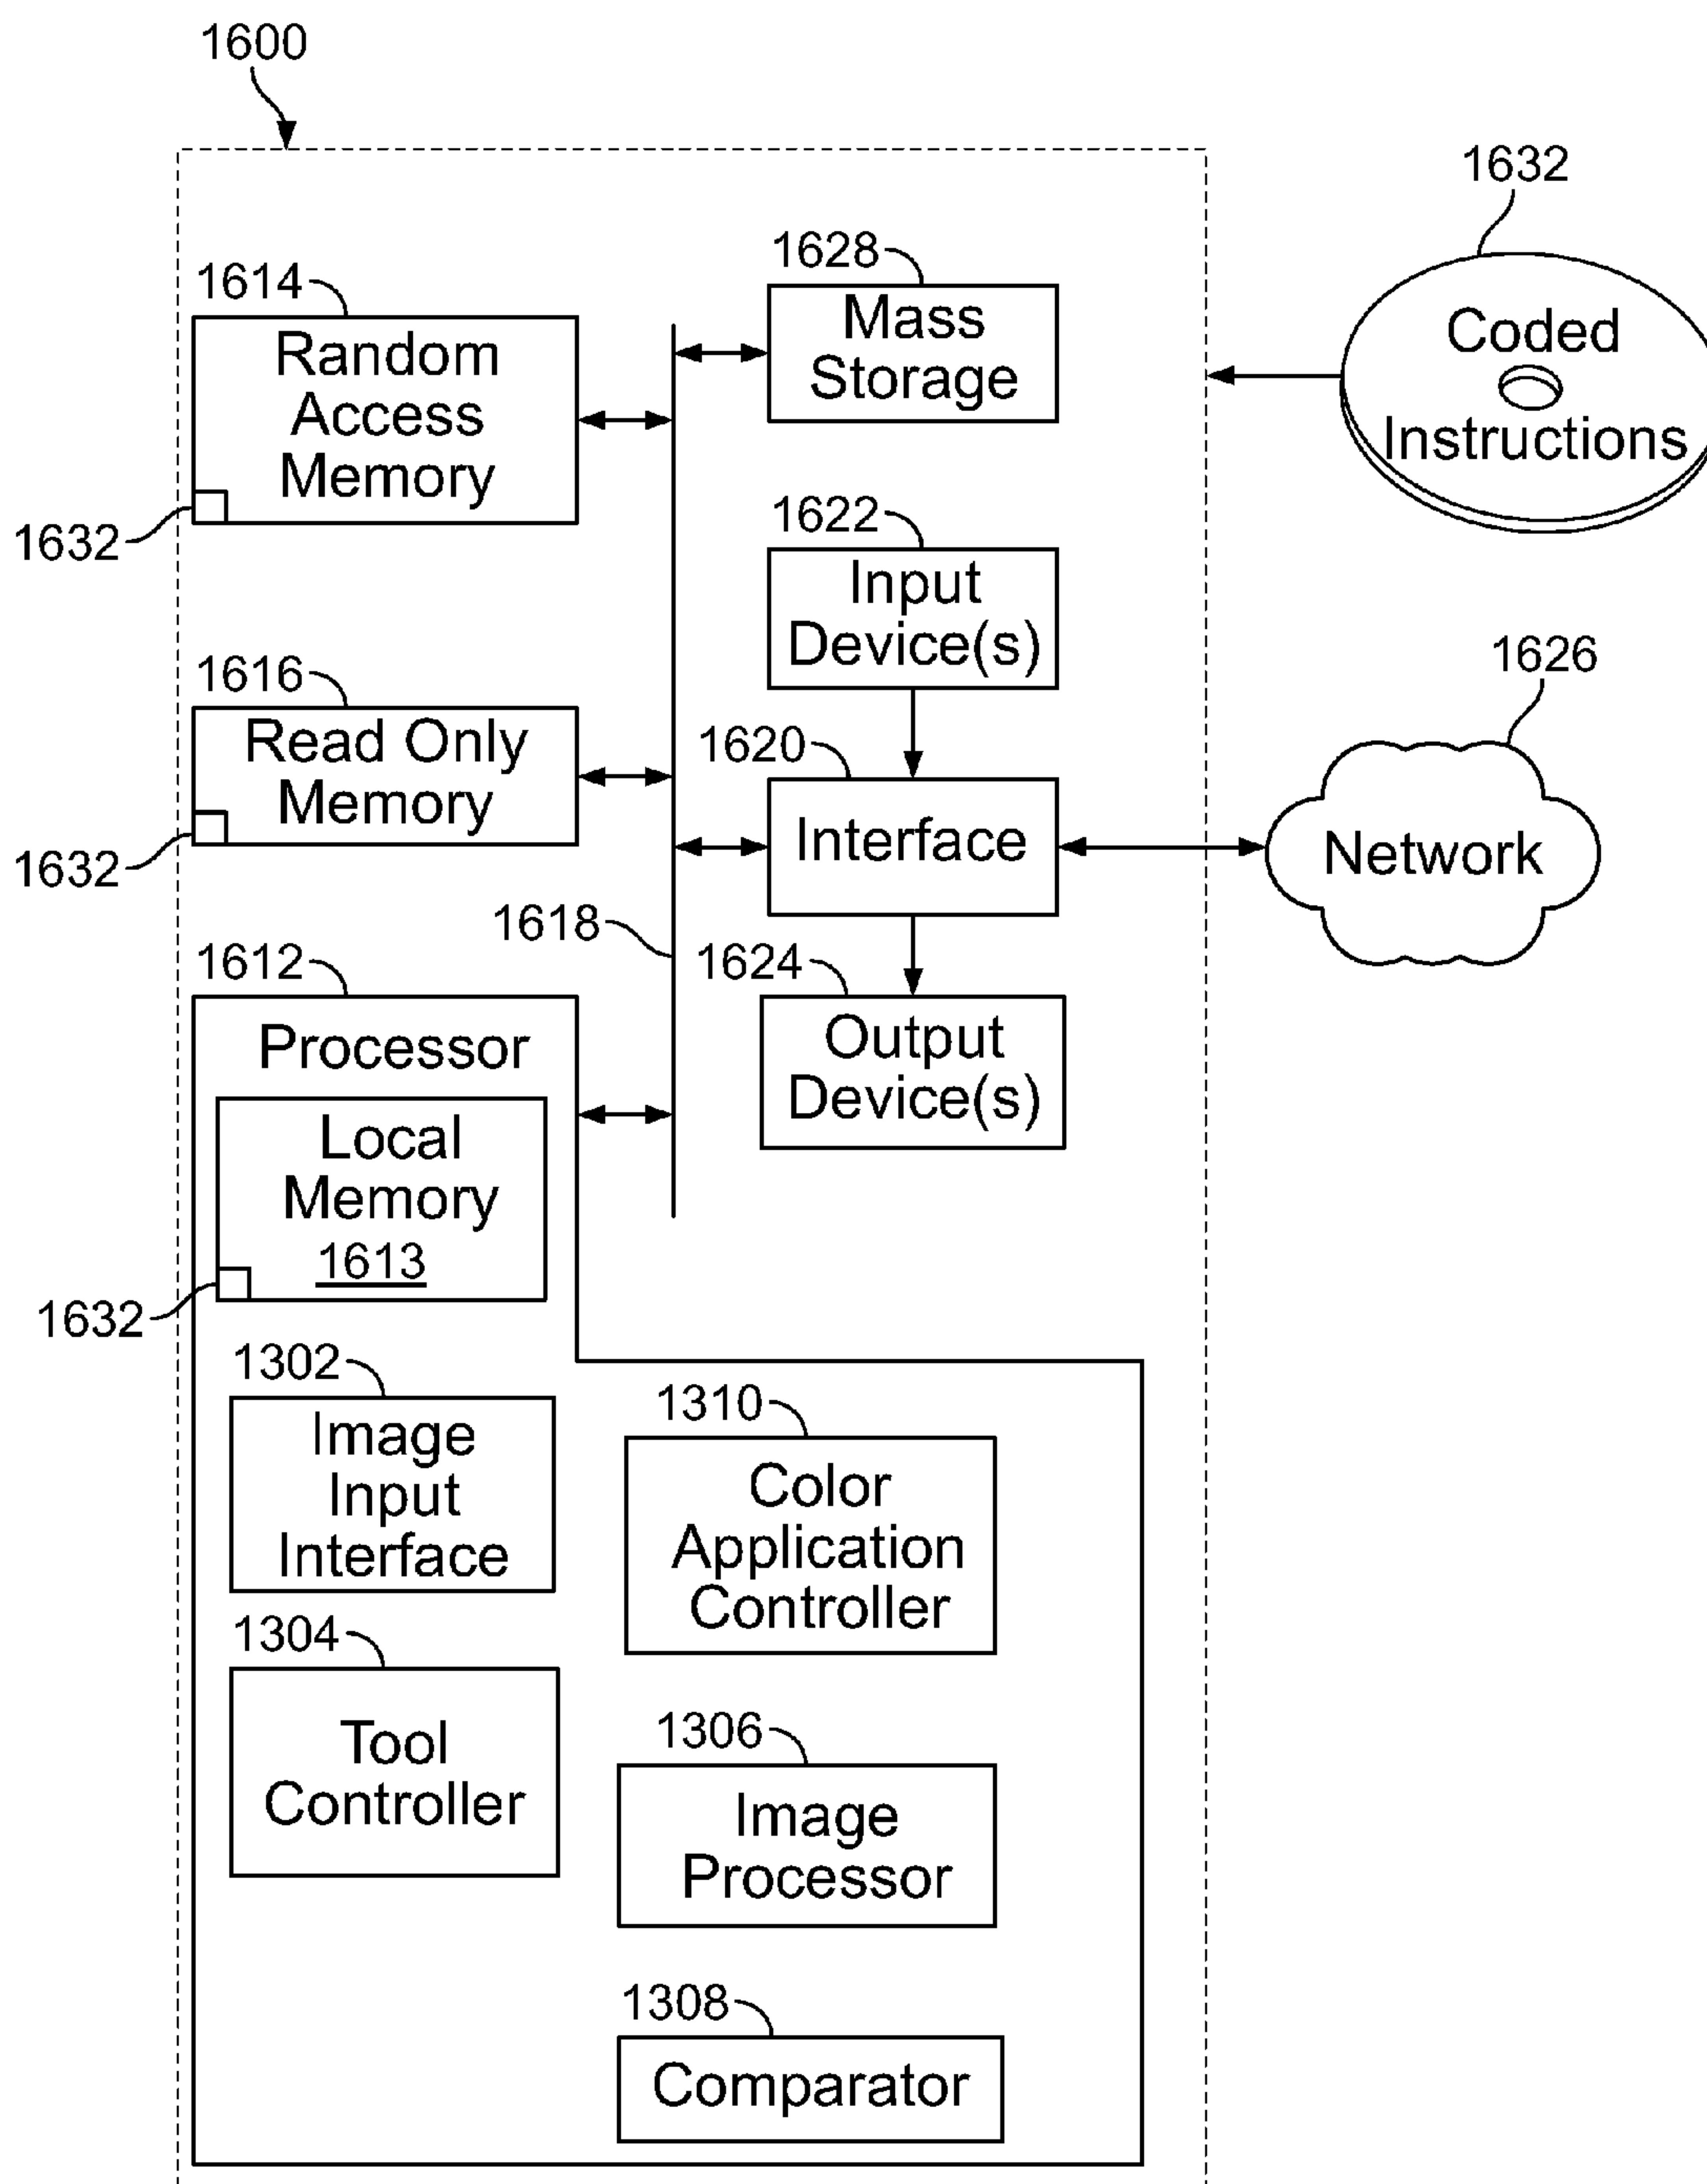 1600
1632
1628
Mass
Storage
1614
Random
Access
Memory
1632
Coded
Instructions
1622
Input
Device(s)
1616
Read Only
Memory
1632
1620
Interface
1626
Network
1618
1624
Output
Device(s)
1612
Processor
Local
Memory
1613
1632
1302
Image
Input
Interface
1310
Color
Application
Controller
1304
Tool
Controller
1306
Image
Processor
1308
Comparator